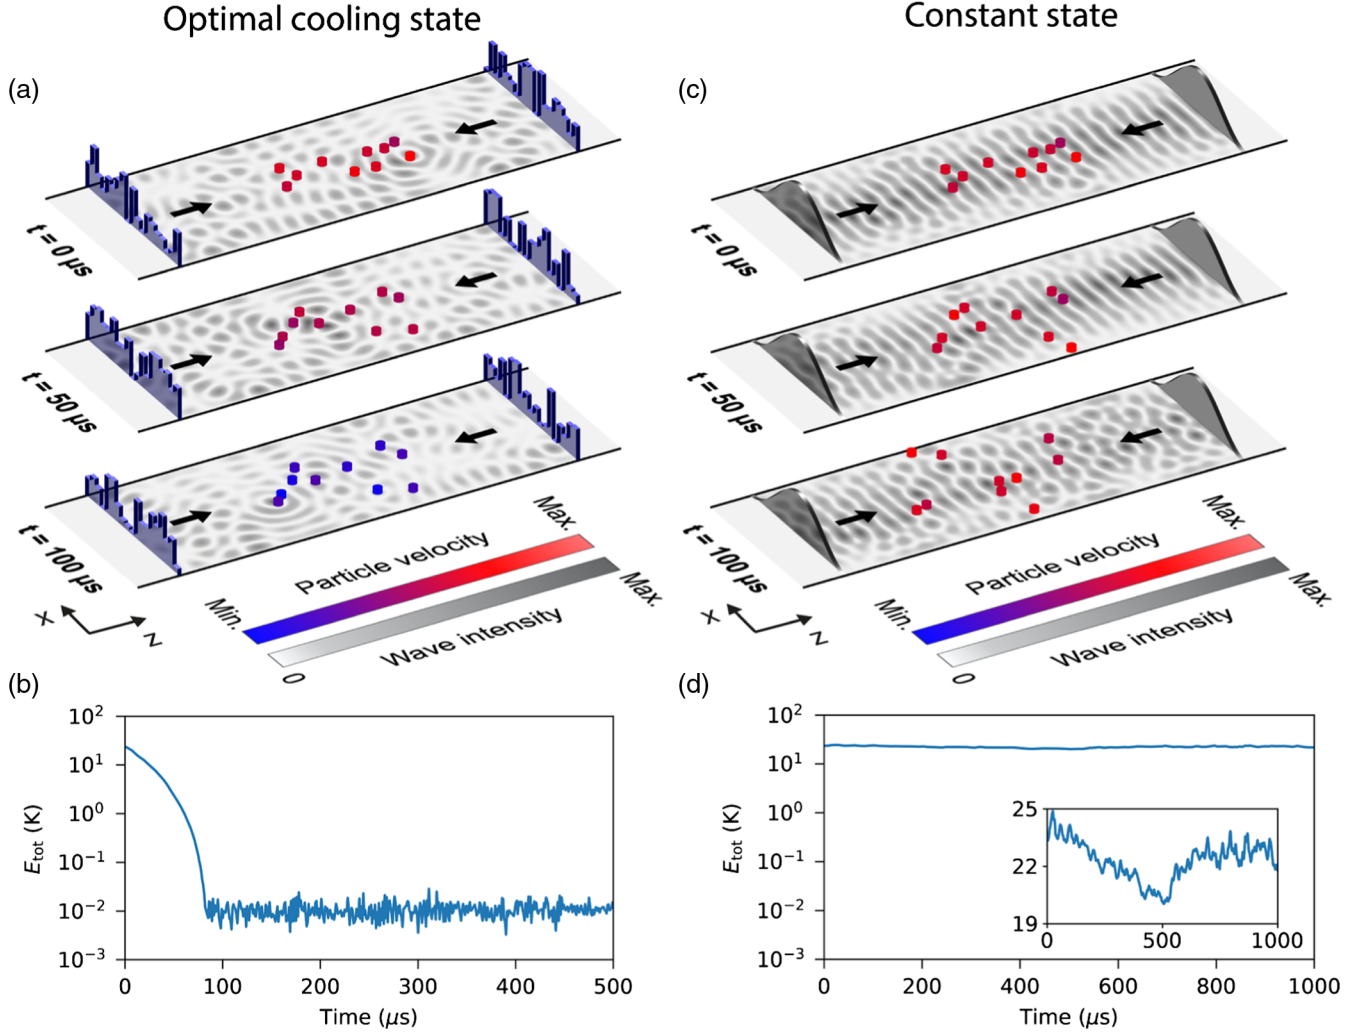 Optimal cooling state
Constant state
(a)
(c)
t = 0 μs
t = 50 μs
t = 100 μs
X
Z
Particle velocity
Min.
Max.
Wave intensity
0
Max.
t = 0 μs
t = 50 μs
t = 100 μs
X
Z
Particle velocity
Min.
Max.
Wave intensity
0
Max.
(b)
10²
10¹
10⁰
10⁻¹
10⁻²
10⁻³
E_tot (K)
0 100 200 300 400 500
Time (μs)
(d)
10²
10¹
10⁰
10⁻¹
10⁻²
10⁻³
E_tot (K)
25
22
19
0 500 1000
0 200 400 600 800 1000
Time (μs)